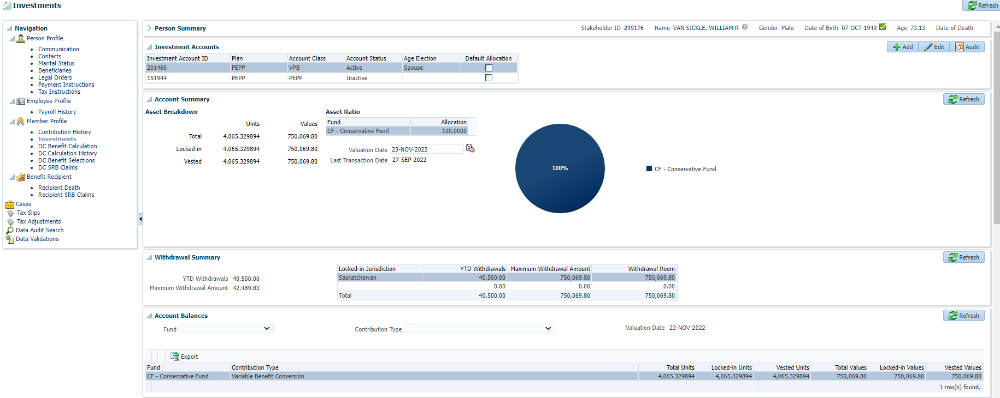 Investments
Refresh
Navigation
Person Profile
Communication
Contacts
Marital Status
Beneficiaries
Legal Orders
Payment Instructions
Tax Instructions
Employee Profile
Payroll History
Member Profile
Contribution History
Investments
DC Benefit Calculation
DC Calculation History
DC Benefit Selections
DC SRB Claims
Benefit Recipient
Recipient Death
Recipient SRB Claims
Cases
Tax Slips
Tax Adjustments
Data Audit Search
Data Validations
Person Summary Stakeholder ID 299176 Name VAN SICKLE, WILLIAM R Gender Male Date of Birth 07-OCT-1949 Age 73.13 Date of Death
Investment Accounts Add Edit Audit
Investment Account ID Plan Account Class Account Status Age Election Default Allocation
201460 PEPP VPB Active Spouse
151944 PEPP PEPP Inactive
Account Summary Refresh
Asset Breakdown
Units Values
Total 4,065.329894 750,069.80
Locked-in 4,065.329894 750,069.80
Vested 4,065.329894 750,069.80
Asset Ratio
Fund Allocation
CF - Conservative Fund 100.0000
Valuation Date 23-NOV-2022
Last Transaction Date 27-SEP-2022
100%
CF - Conservative Fund
Withdrawal Summary Refresh
YTD Withdrawals 40,500.00
Minimum Withdrawal Amount 42,489.83
Locked-in Jurisdiction YTD Withdrawals Maximum Withdrawal Amount Withdrawal Room
Saskatchewan 40,500.00 750,069.80 750,069.80
0.00 0.00 0.00
Total 40,500.00 750,069.80 750,069.80
Account Balances Refresh
Fund Contribution Type Valuation Date 23-NOV-2022
Export
Fund Contribution Type Total Units Locked-in Units Vested Units Total Values Locked-in Values Vested Values
CF - Conservative Fund Variable Benefit Conversion 4,065.329894 4,065.329894 4,065.329894 750,069.80 750,069.80 750,069.80
1 row(s) found.